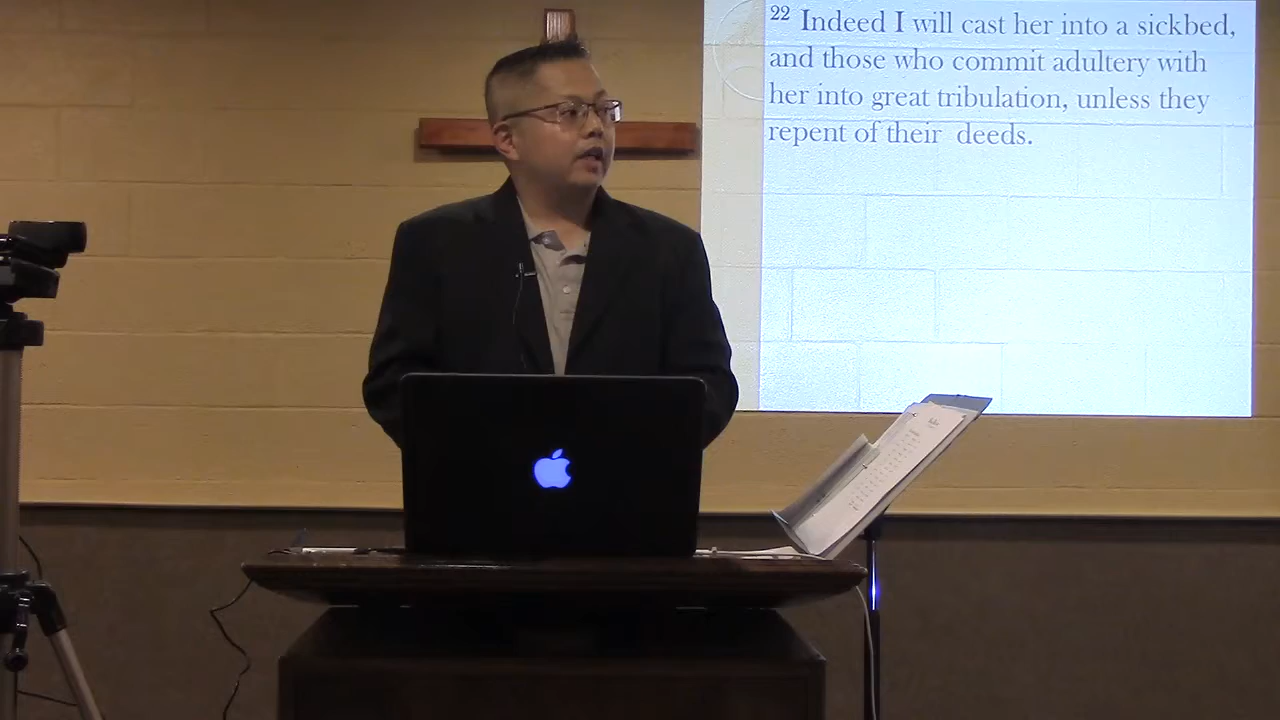 22 Indeed I will cast her into a sickbed,
and those who commit adultery with
her into great tribulation, unless they
repent of their deeds.